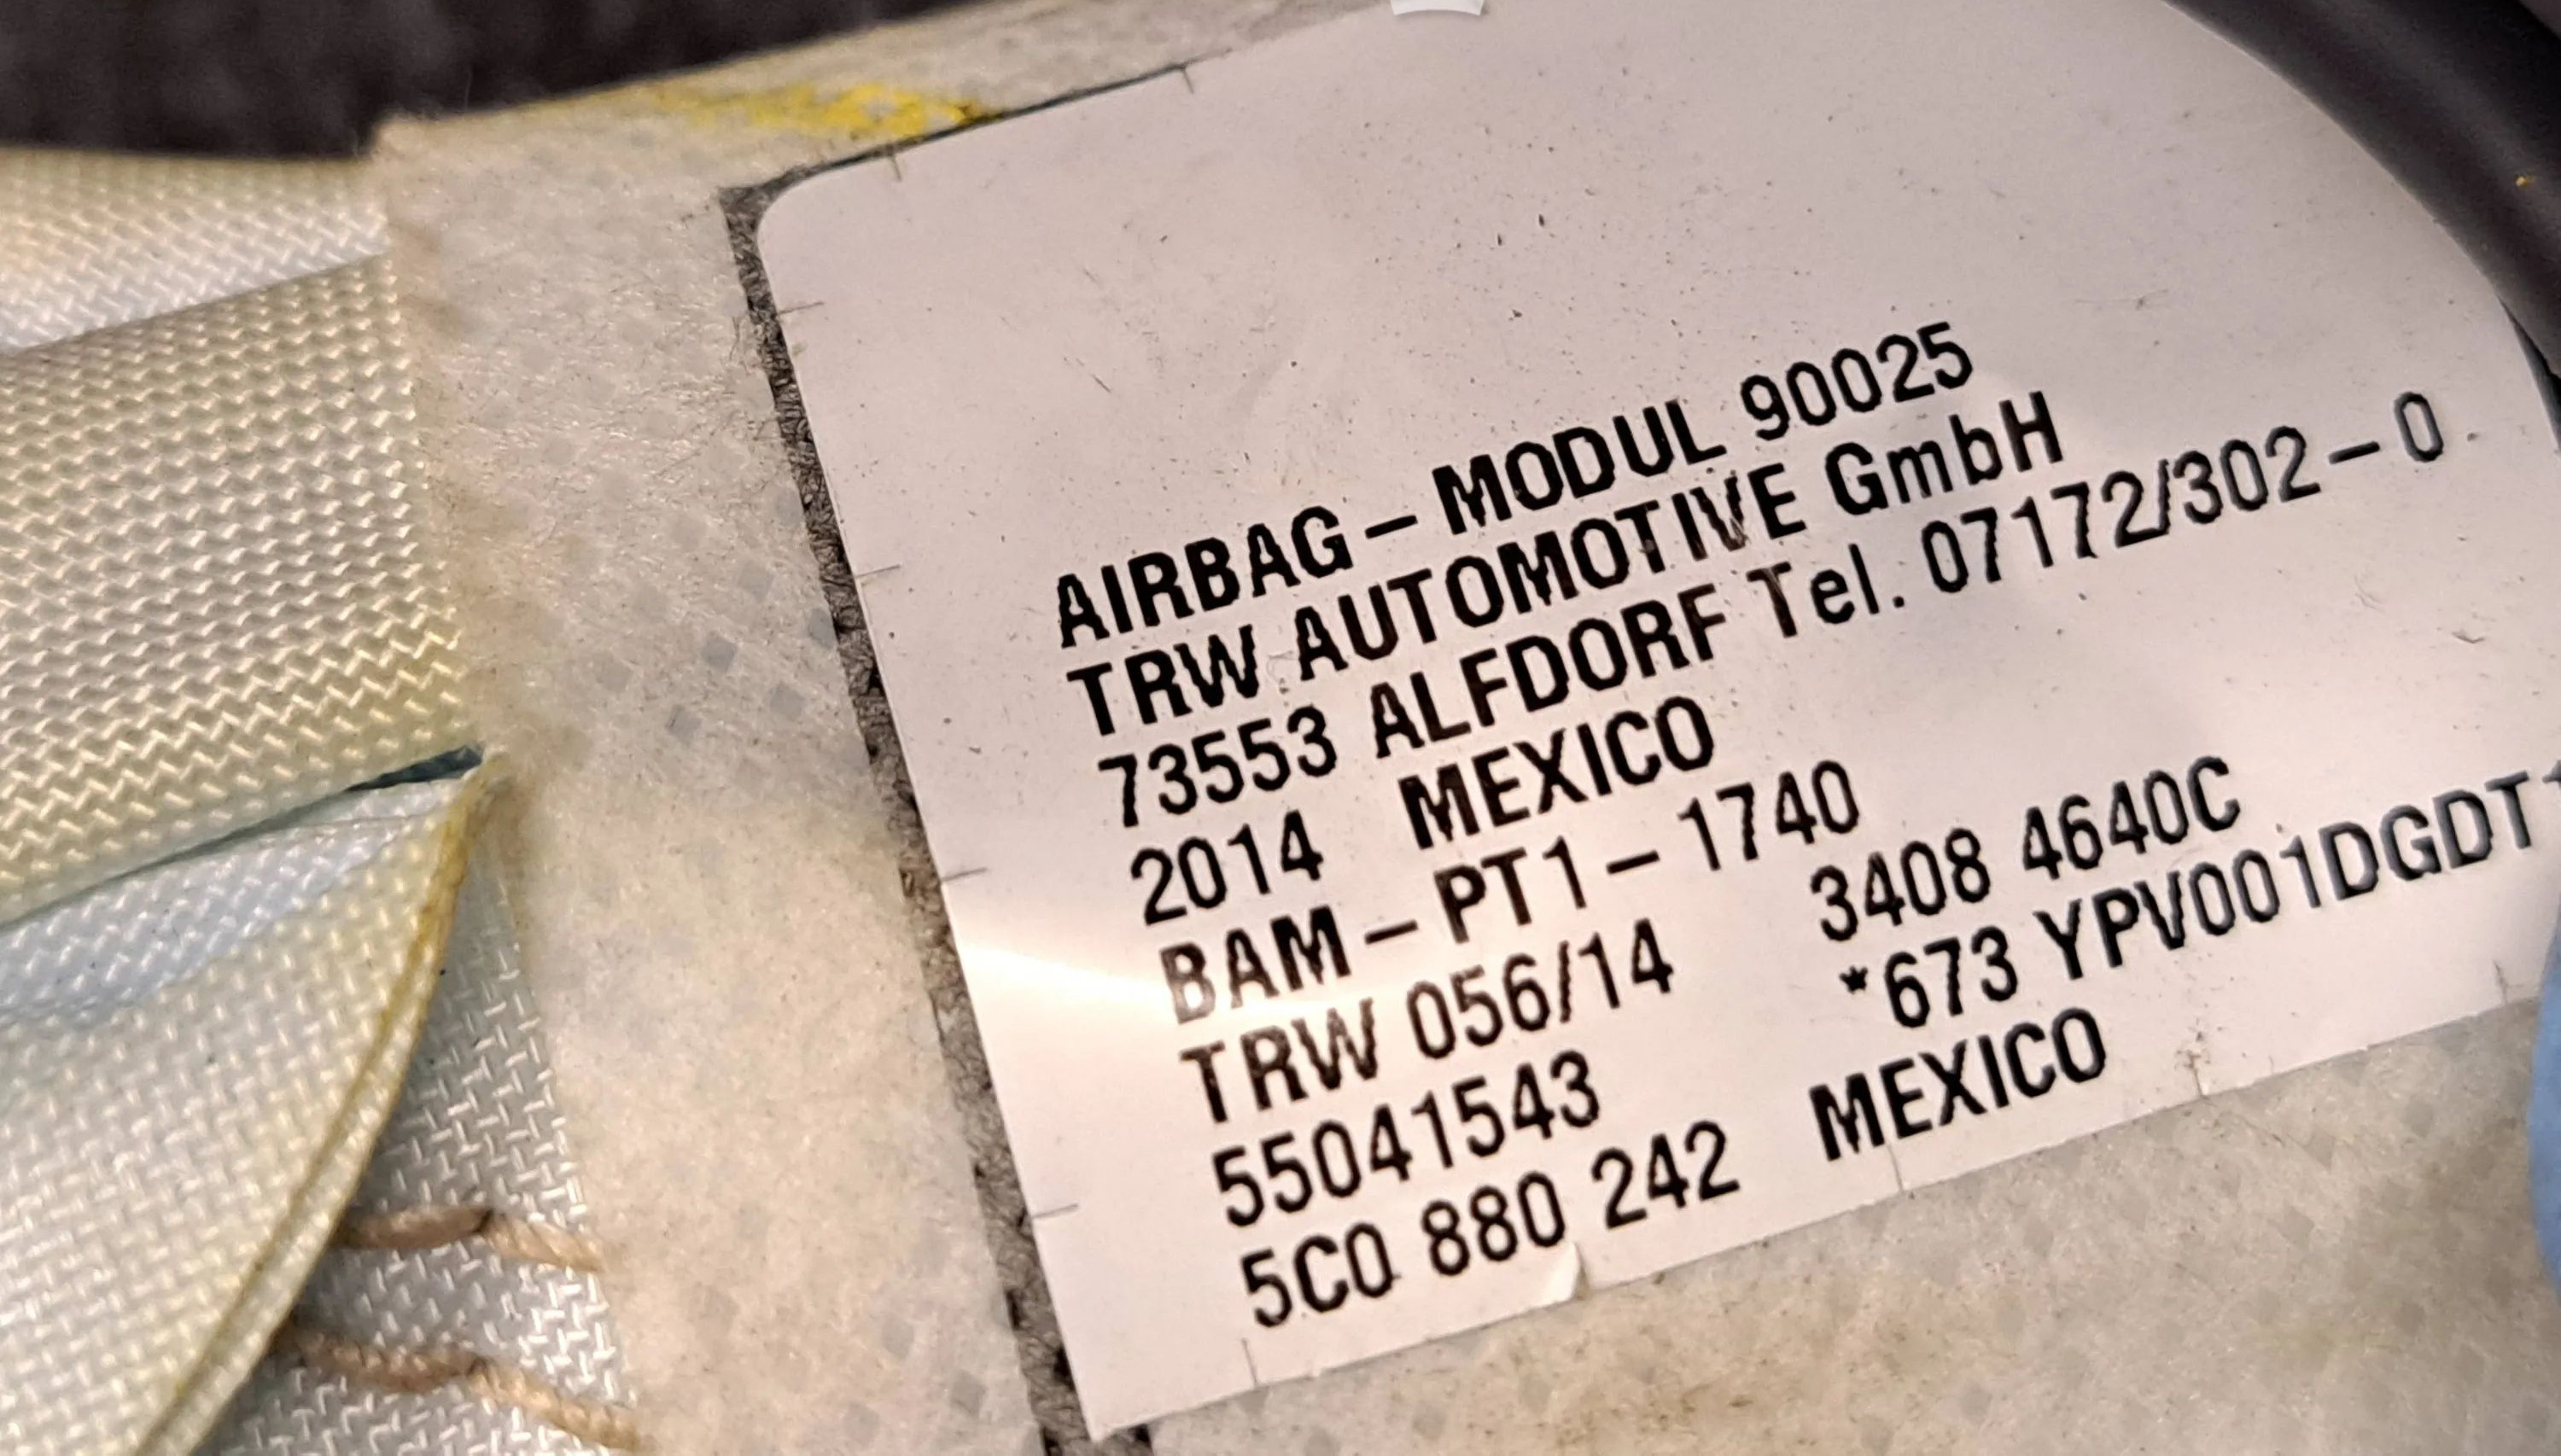 AIRBAG-MODUL 90025
TRW AUTOMOTIVE GmbH
73553 ALFDORF Tel. 07172/302-0
2014 MEXICO
BAM-PT1-1740
TRW 056/14 3408 4640C
55041543 *673 YPV001DGDT1
5C0 880 242 MEXICO